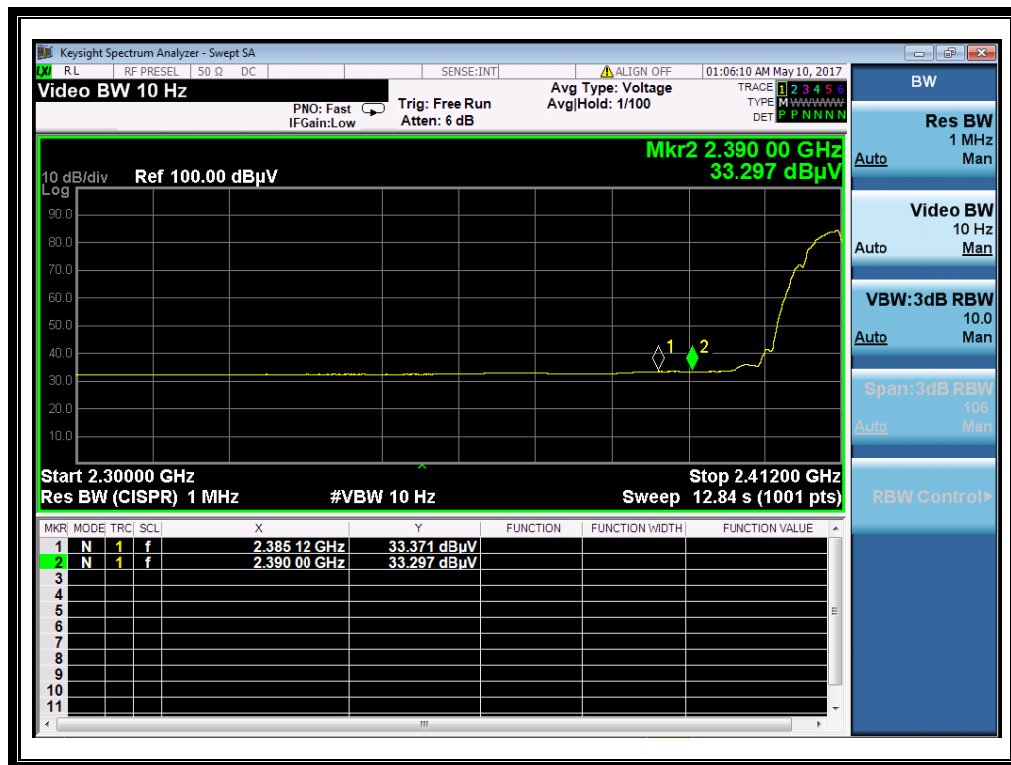 Keysight Spectrum Analyzer - Swept SA
LXI RL RF PRESEL 50 Ω DC SENSE:INT ALIGN OFF 01:06:10 AM May 10, 2017
Video BW 10 Hz
PNO: Fast
IFGain:Low
Trig: Free Run
Atten: 6 dB
Avg Type: Voltage
Avg|Hold: 1/100
TRACE 1 2 3 4 5 6
TYPE M WWWWW
DET P P N N N N
Mkr2 2.390 00 GHz
33.297 dBµV
10 dB/div Ref 100.00 dBµV
Log
90.0
80.0
70.0
60.0
50.0
40.0
30.0
20.0
10.0
1
2
Start 2.30000 GHz Stop 2.41200 GHz
Res BW (CISPR) 1 MHz #VBW 10 Hz Sweep 12.84 s (1001 pts)
MKR MODE TRC SCL X Y FUNCTION FUNCTION WIDTH FUNCTION VALUE
1 N 1 f 2.385 12 GHz 33.371 dBµV
2 N 1 f 2.390 00 GHz 33.297 dBµV
3
4
5
6
7
8
9
10
11
BW
Res BW
1 MHz
Auto Man
Video BW
10 Hz
Auto Man
VBW:3dB RBW
10.0
Auto Man
Span:3dB RBW
106
Auto Man
RBW Control